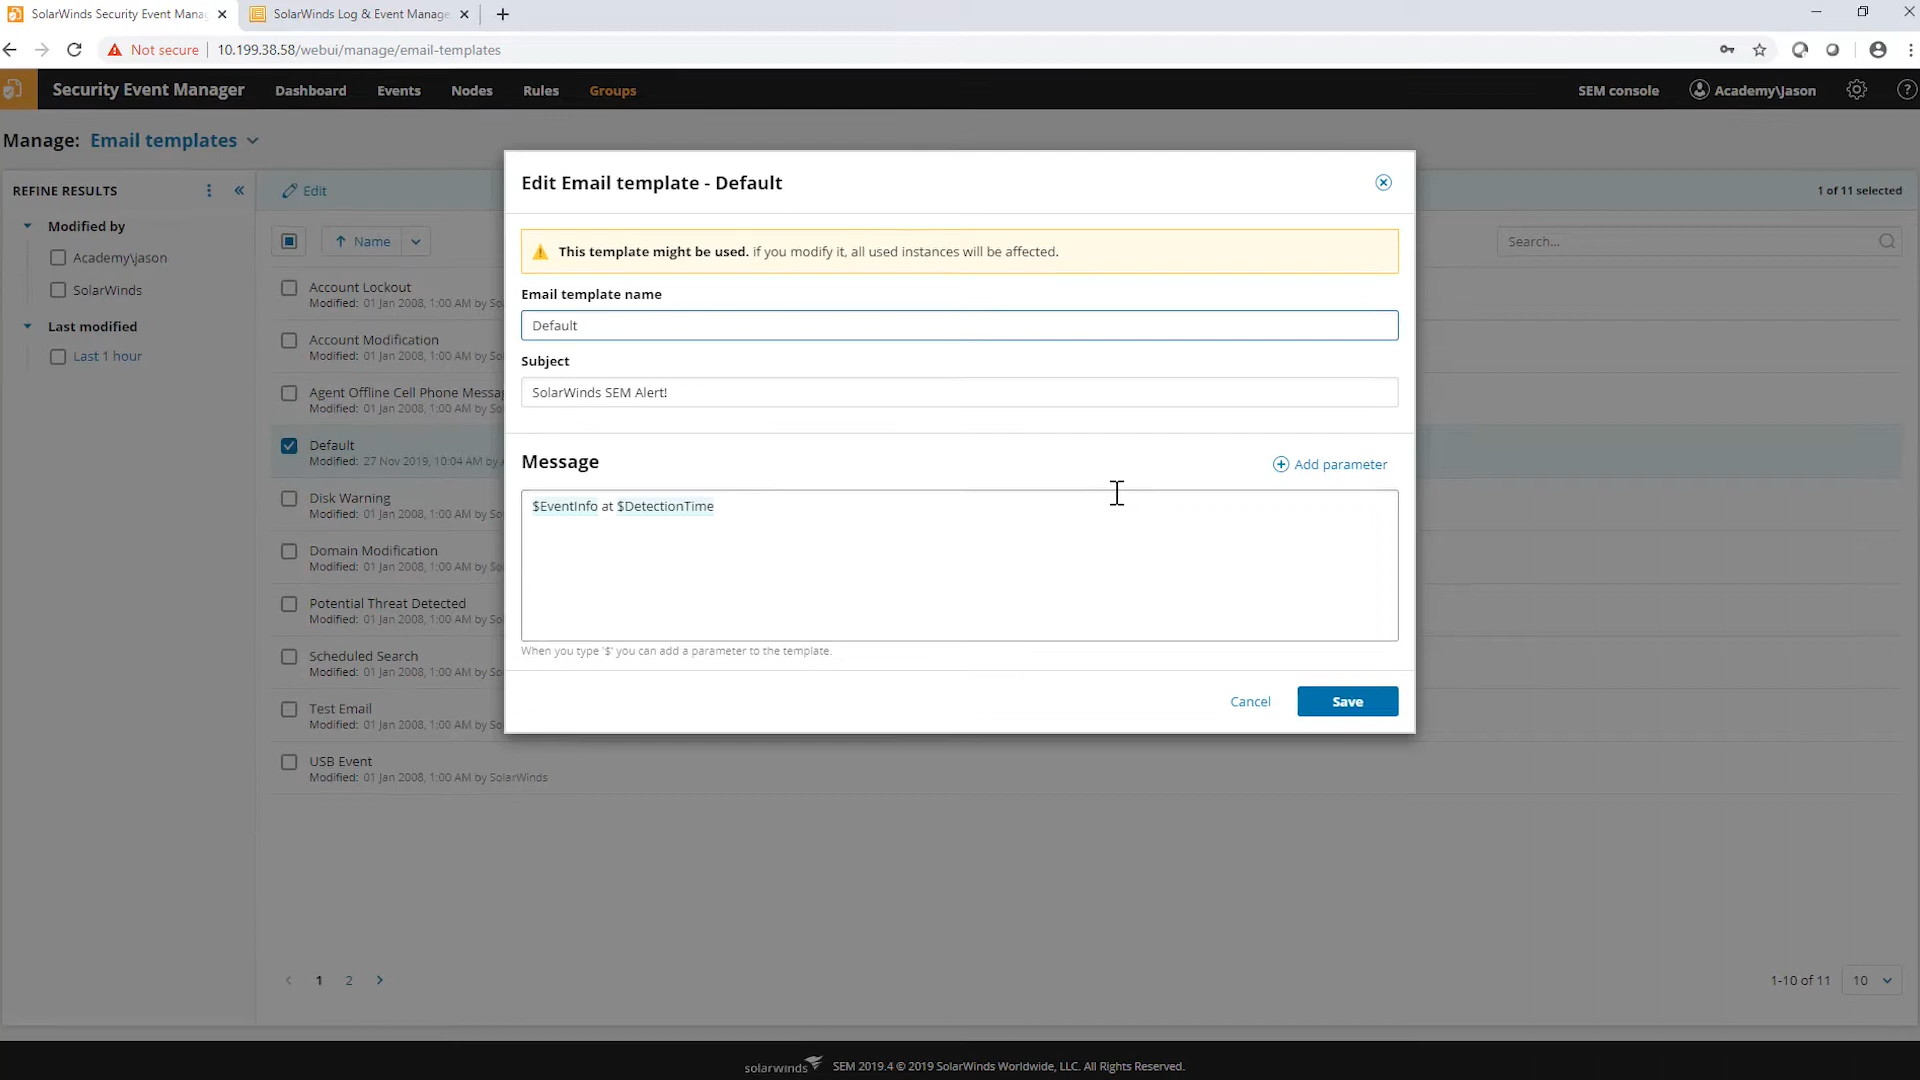 SolarWinds Security Event Manag
SolarWinds Log & Event Manage
Not secure
10.199.38.58/webui/manage/email-templates
Security Event Manager
Dashboard
Events
Nodes
Rules
Groups
SEM console
Academy\Jason
Manage: Email templates
REFINE RESULTS
Edit
1 of 11 selected
Modified by
Academy\jason
SolarWinds
Last modified
Last 1 hour
Name
Search...
Account Lockout
Modified: 01 Jan 2008, 1:00 AM by So
Account Modification
Modified: 01 Jan 2008, 1:00 AM by So
Agent Offline Cell Phone Messag
Modified: 01 Jan 2008, 1:00 AM by So
Default
Modified: 27 Nov 2019, 10:04 AM by A
Disk Warning
Modified: 01 Jan 2008, 1:00 AM by So
Domain Modification
Modified: 01 Jan 2008, 1:00 AM by So
Potential Threat Detected
Modified: 01 Jan 2008, 1:00 AM by So
Scheduled Search
Modified: 01 Jan 2008, 1:00 AM by So
Test Email
Modified: 01 Jan 2008, 1:00 AM by So
USB Event
Modified: 01 Jan 2008, 1:00 AM by SolarWinds
Edit Email template - Default
This template might be used. if you modify it, all used instances will be affected.
Email template name
Default
Subject
SolarWinds SEM Alert!
Message
Add parameter
$EventInfo at $DetectionTime
When you type '$' you can add a parameter to the template.
Cancel
Save
1
2
1-10 of 11
10
solarwinds
SEM 2019.4 © 2019 SolarWinds Worldwide, LLC. All Rights Reserved.